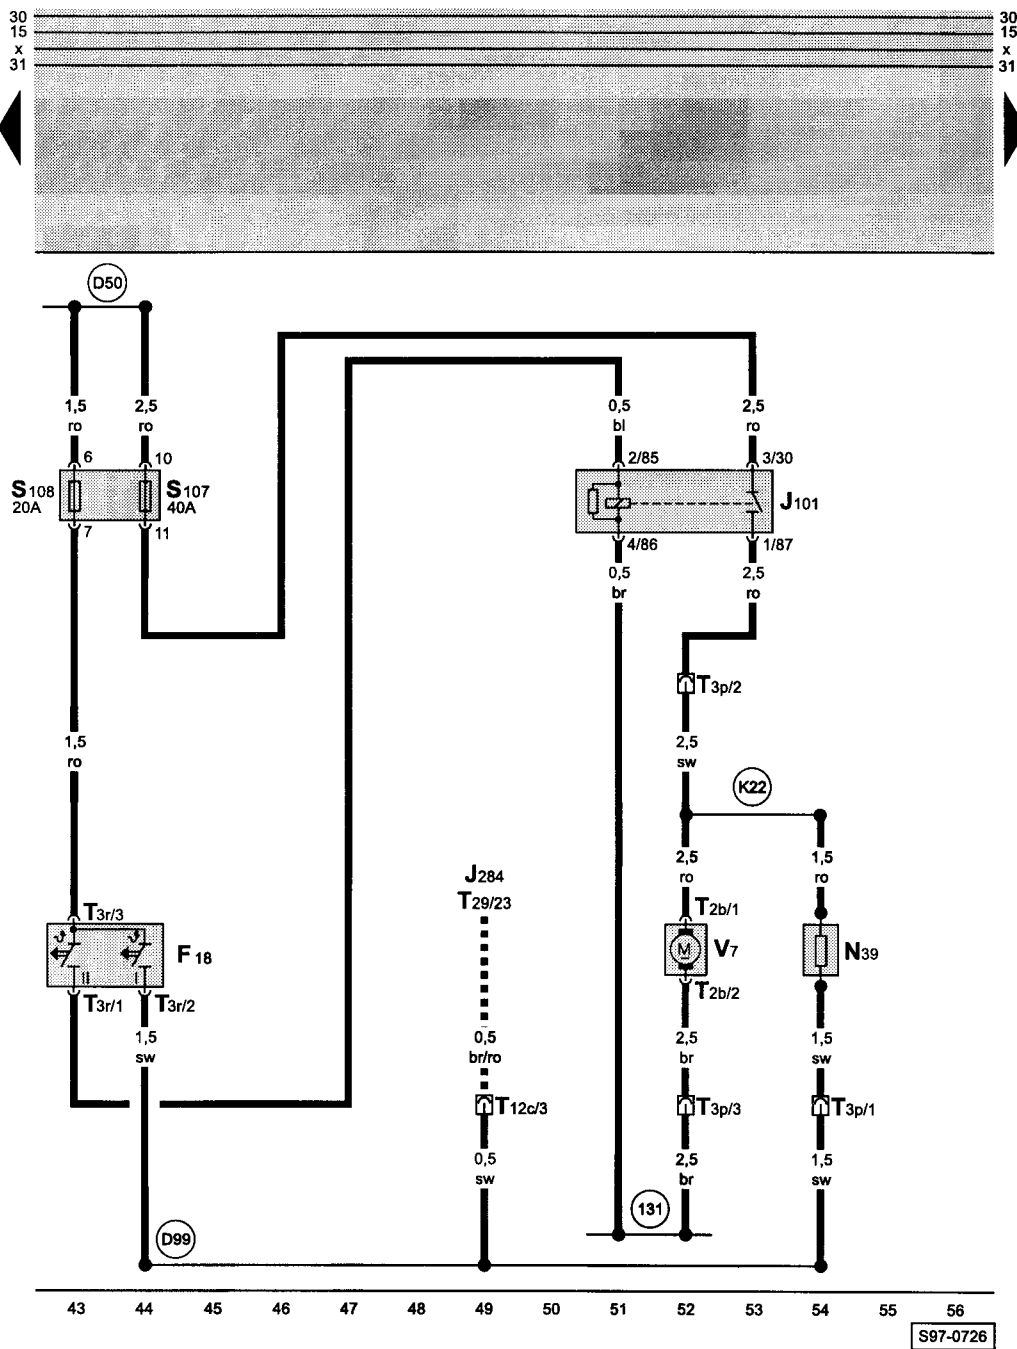 30 30
15 15
x x
31 31
D50
1,5 2,5 0,5 2,5
ro ro bl ro
6 10 2/85 3/30
S108 S107
20A 40A
J101
7 11 4/86 1/87
0,5 2,5
br ro
T3p/2
1,5 2,5
ro sw
K22
2,5 1,5
ro ro
J284
T29/23
T3r/3 T2b/1
F18 M V7 N39
II I
T3r/1 T3r/2 T2b/2
1,5 0,5 2,5 1,5
sw br/ro br sw
T12c/3 T3p/3 T3p/1
0,5 2,5 1,5
sw br sw
131
D99
43 44 45 46 47 48 49 50 51 52 53 54 55 56
S97-0726